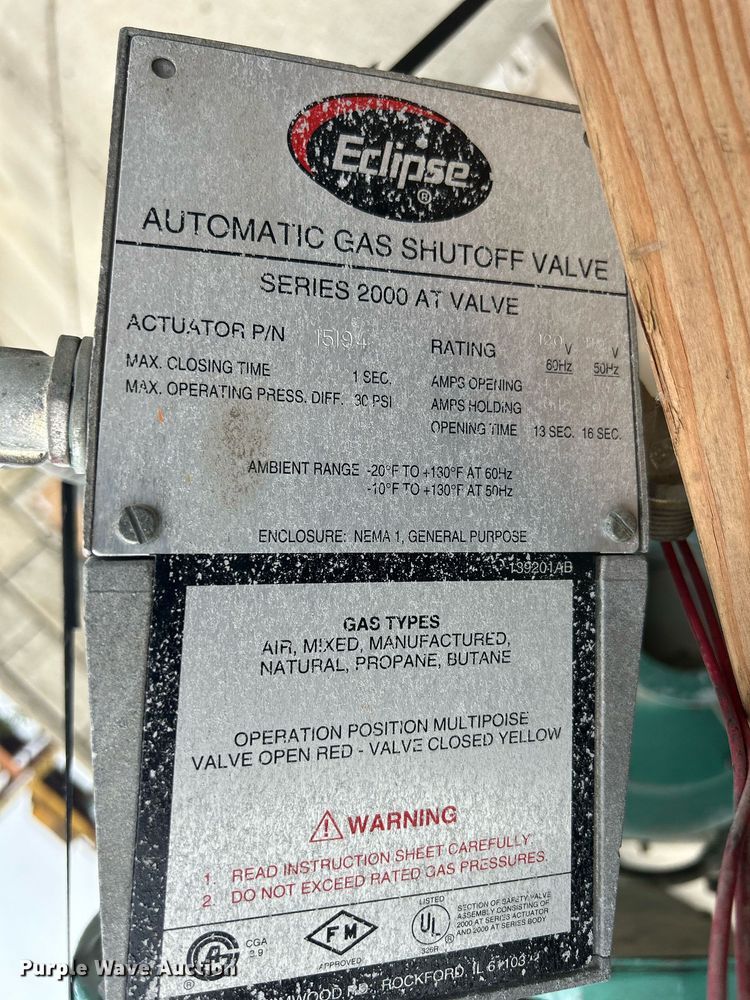 Eclipse
®
AUTOMATIC GAS SHUTOFF VALVE
SERIES 2000 AT VALVE
ACTUATOR P/N 15194
MAX. CLOSING TIME 1 SEC.
MAX. OPERATING PRESS. DIFF. 30 PSI
RATING V V
60Hz 50Hz
AMPS OPENING
AMPS HOLDING
OPENING TIME 13 SEC. 16 SEC.
AMBIENT RANGE -20°F TO +130°F AT 60Hz
-10°F TO +130°F AT 50Hz
ENCLOSURE: NEMA 1, GENERAL PURPOSE
139201AB
GAS TYPES
AIR, MIXED, MANUFACTURED,
NATURAL, PROPANE, BUTANE
OPERATION POSITION MULTIPOISE
VALVE OPEN RED - VALVE CLOSED YELLOW
WARNING
1. READ INSTRUCTION SHEET CAREFULLY.
2. DO NOT EXCEED RATED GAS PRESSURES.
®
CGA
FM
APPROVED
LISTED
UL ®
326R
SECTION OF SAFETY VALVE
ASSEMBLY CONSISTING OF
2000 AT SERIES ACTUATOR
AND 2000 AT SERIES BODY
ROCKFORD, IL 61103
Purple Wave Auction